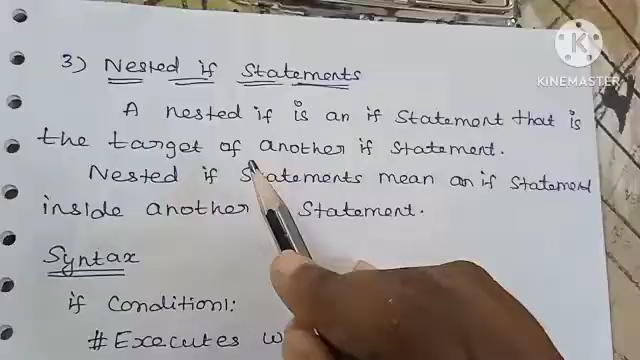 3) Nested if Statements
A nested if is an if statement that is
the target of another if statement.
Nested if Statements mean an if statement
inside another Statement.
Syntax
if Condition1:
#Executes w
K
KINEMASTER